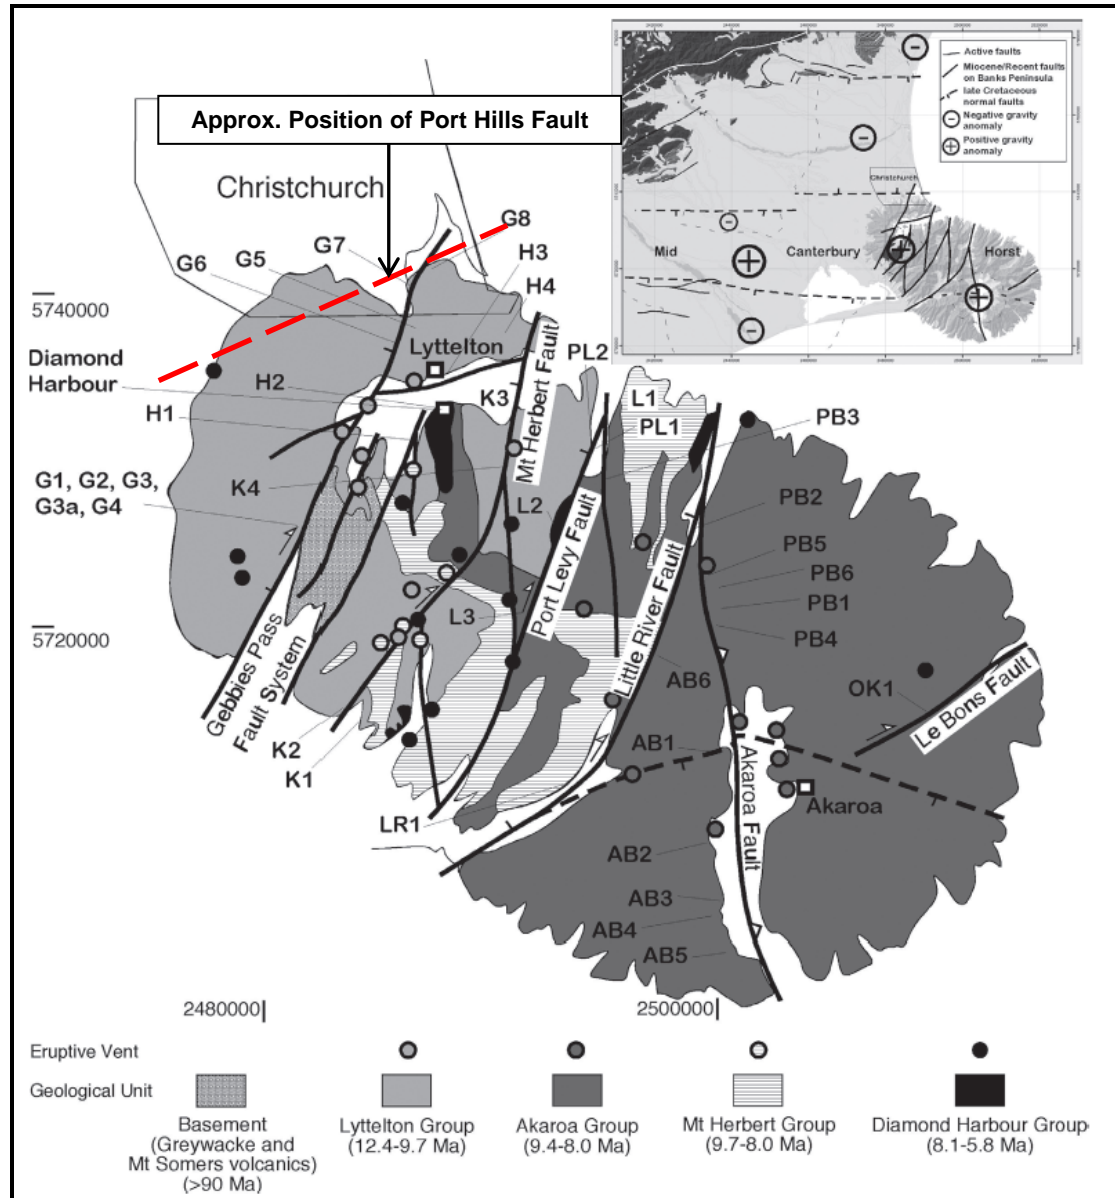 Active faults
Miocene/Recent faults
on Banks Peninsula
late Cretaceous
normal faults
Negative gravity
anomaly
Positive gravity
anomaly
Christchurch
Mid
Canterbury
Horst
Approx. Position of Port Hills Fault
Christchurch
G8
G7
H3
G5
G6
H4
5740000
Lyttelton
Mt Herbert Fault
PL2
Diamond
Harbour
H2
K3
L1
PL1
PB3
H1
G1, G2, G3,
G3a, G4
K4
L2
PB2
PB5
PB6
PB1
PB4
Port Levy Fault
Little River Fault
L3
5720000
AB6
OK1
Le Bons Fault
Gebbies Pass
Fault System
K2
K1
AB1
Akaroa Fault
Akaroa
LR1
AB2
AB3
AB4
AB5
2480000
2500000
Eruptive Vent
Geological Unit
Basement
(Greywacke and
Mt Somers volcanics)
(>90 Ma)
Lyttelton Group
(12.4-9.7 Ma)
Akaroa Group
(9.4-8.0 Ma)
Mt Herbert Group
(9.7-8.0 Ma)
Diamond Harbour Group
(8.1-5.8 Ma)